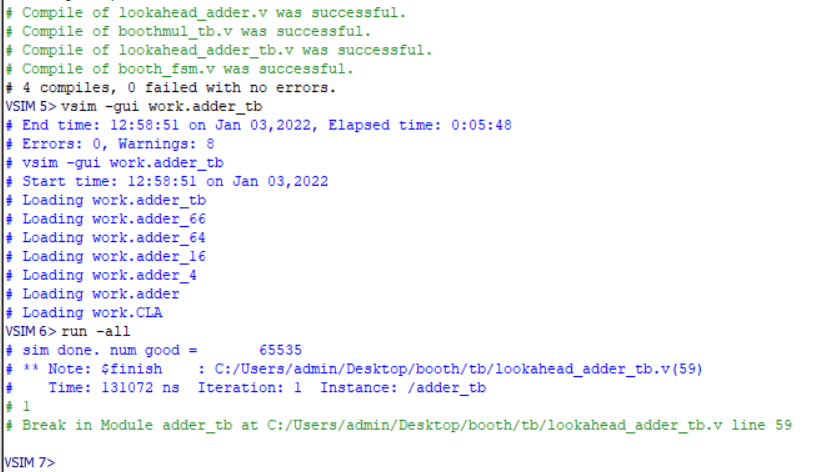 # Compile of lookahead_adder.v was successful.
# Compile of boothmul_tb.v was successful.
# Compile of lookahead_adder_tb.v was successful.
# Compile of booth_fsm.v was successful.
# 4 compiles, 0 failed with no errors.
VSIM 5> vsim -gui work.adder_tb
# End time: 12:58:51 on Jan 03,2022, Elapsed time: 0:05:48
# Errors: 0, Warnings: 8
# vsim -gui work.adder_tb
# Start time: 12:58:51 on Jan 03,2022
# Loading work.adder_tb
# Loading work.adder_66
# Loading work.adder_64
# Loading work.adder_16
# Loading work.adder_4
# Loading work.adder
# Loading work.CLA
VSIM 6> run -all
# sim done. num good =       65535
# ** Note: $finish    : C:/Users/admin/Desktop/booth/tb/lookahead_adder_tb.v(59)
#    Time: 131072 ns  Iteration: 1  Instance: /adder_tb
# 1
# Break in Module adder_tb at C:/Users/admin/Desktop/booth/tb/lookahead_adder_tb.v line 59
VSIM 7>